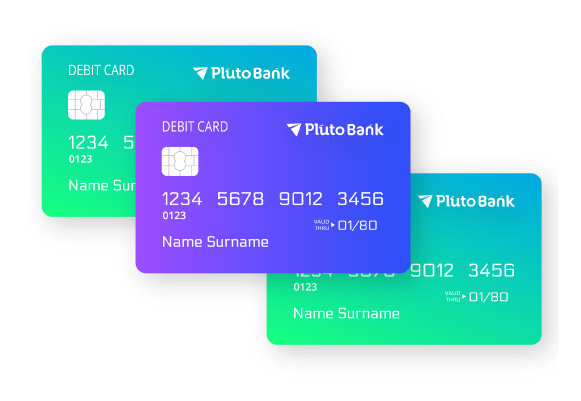 DEBIT CARD
Pluto Bank
1234 5
0123
Name Sur
DEBIT CARD
Pluto Bank
1234 5678 9012 3456
0123
VALID THRU 01/80
Name Surname
Pluto Bank
1234 5678 9012 3456
0123
VALID THRU 01/80
Name Surname